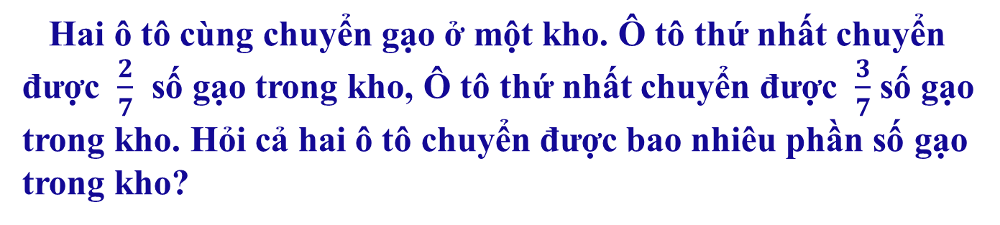 Hai ô tô cùng chuyển gạo ở một kho. Ô tô thứ nhất chuyển
được 2/7 số gạo trong kho, Ô tô thứ nhất chuyển được 3/7 số gạo
trong kho. Hỏi cả hai ô tô chuyển được bao nhiêu phần số gạo
trong kho?